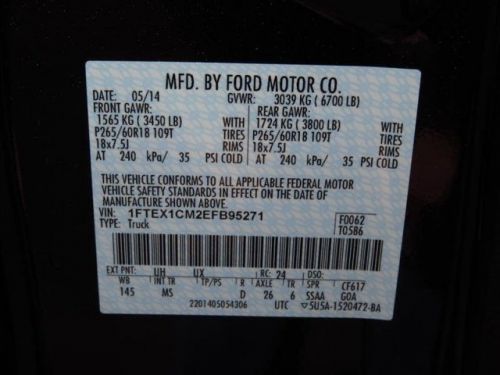 MFD. BY FORD MOTOR CO.
DATE: 05/14 GVWR: 3039 KG ( 6700 LB)
FRONT GAWR: REAR GAWR:
1565 KG ( 3450 LB) WITH 1724 KG ( 3800 LB) WITH
P265/60R18 109T TIRES P265/60R18 109T TIRES
18x7.5J RIMS 18x7.5J RIMS
AT 240 kPa/ 35 PSI COLD AT 240 kPa/ 35 PSI COLD
THIS VEHICLE CONFORMS TO ALL APPLICABLE FEDERAL MOTOR
VEHICLE SAFETY STANDARDS IN EFFECT ON THE DATE OF
MANUFACTURE SHOWN ABOVE.
VIN: 1FTEX1CM2EFB95271 F0062
TYPE: Truck T05B6
EXT PNT: UH UX RC: 24 DSO:
WB INT TR TP/PS R AXLE TR SPR CF617
145 MS D 26 6 SSAA GOA
2201405054306 UTC ▽5U5A-1520472-BA